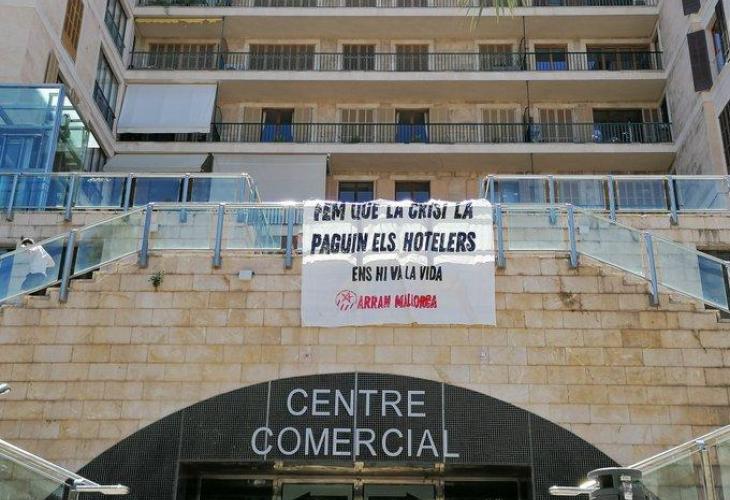 FEM QUE LA CRISI LA
PAGUIN ELS HOTELERS
ENS HI VA LA VIDA
ARRAN MALLORCA
CENTRE
COMERCIAL